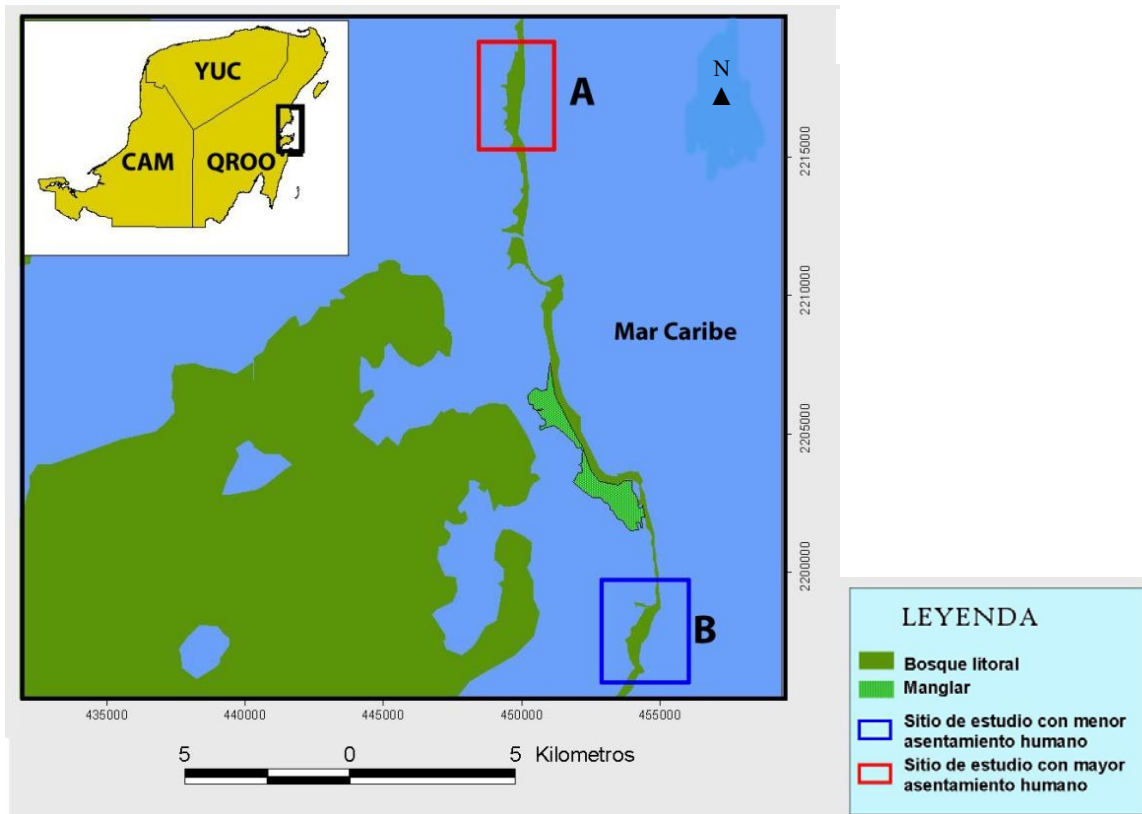 YUC
CAM
QROO
A
N
Mar Caribe
B
2215000
2210000
2205000
2200000
435000
440000
445000
450000
455000
5 0 5 Kilometros
LEYENDA
Bosque litoral
Manglar
Sitio de estudio con menor
asentamiento humano
Sitio de estudio con mayor
asentamiento humano